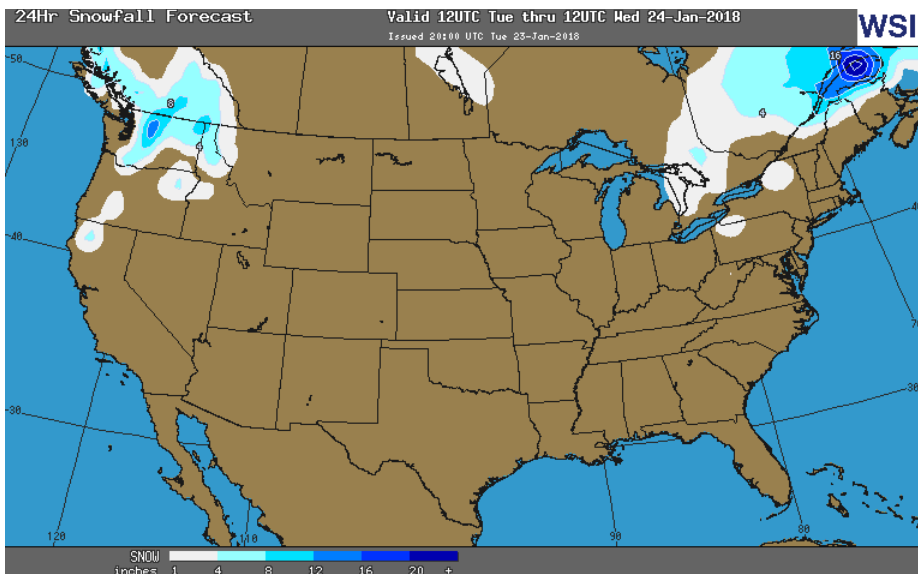 24Hr Snowfall Forecast
Valid 12UTC Tue thru 12UTC Wed 24-Jan-2018
Issued 20:00 UTC Tue 23-Jan-2018
WSI
50
16
8
4
130
40
30
30
120
110
90
80
SNOW
inches 1 4 8 12 16 20 +